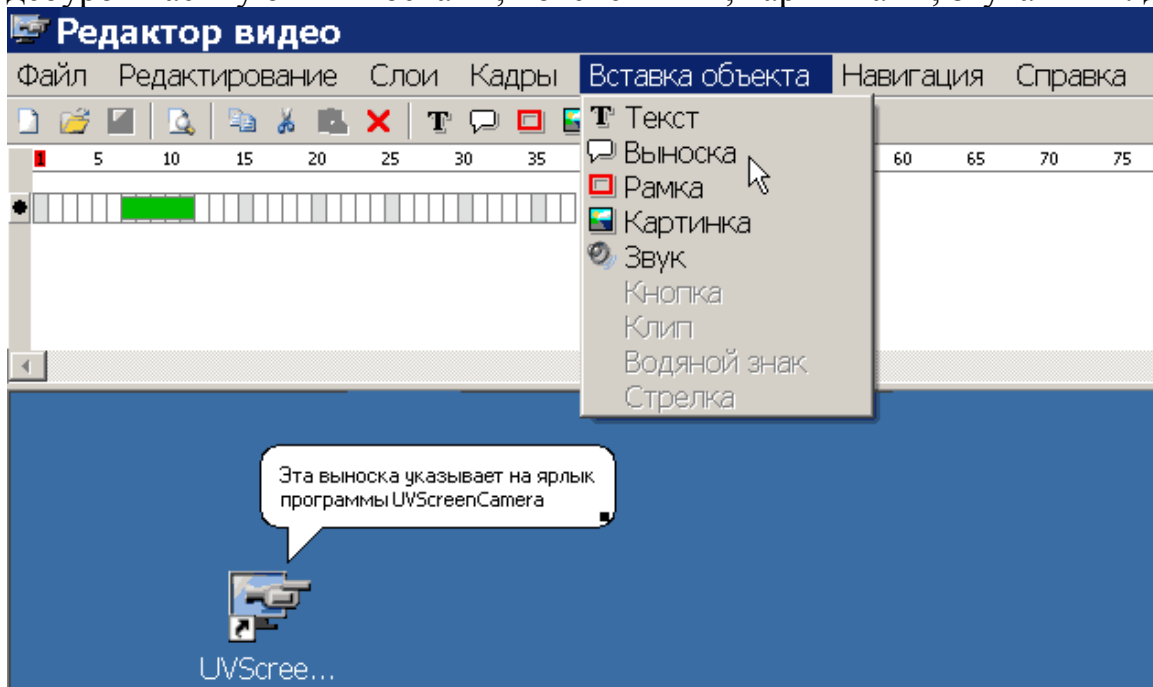 Редактор видео
Файл Редактирование Слои Кадры Вставка объекта Навигация Справка
1 5 10 15 20 25 30 35 60 65 70 75
Текст
Выноска
Рамка
Картинка
Звук
Кнопка
Клип
Водяной знак
Стрелка
Эта выноска указывает на ярлык
программы UVScreenCamera
UVScree...